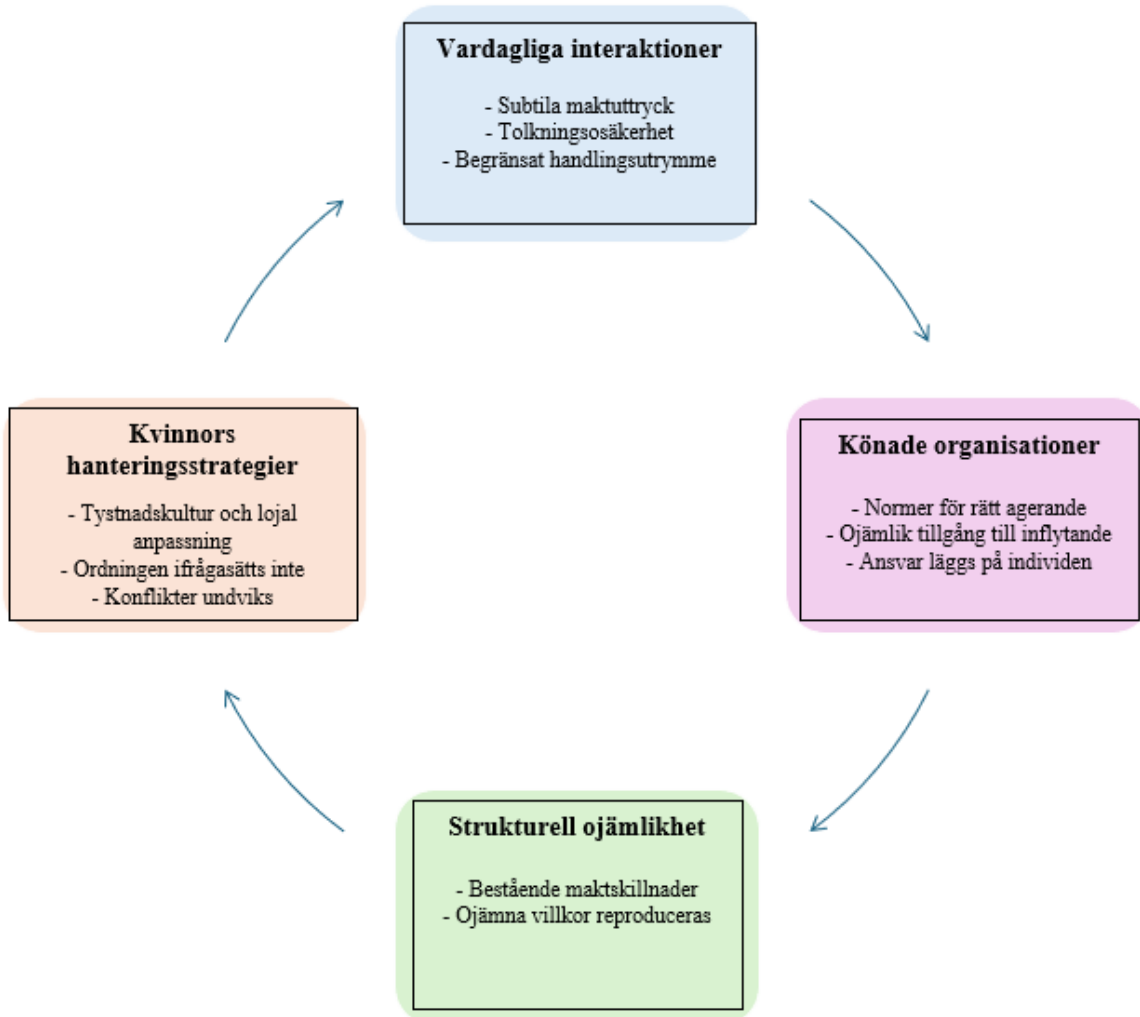 Vardagliga interaktioner
- Subtila maktuttryck
- Tolkningsosäkerhet
- Begränsat handlingsutrymme
Kvinnors
hanteringsstrategier
- Tystnadskultur och lojal
anpassning
- Ordningen ifrågasätts inte
- Konflikter undviks
Könade organisationer
- Normer för rätt agerande
- Ojämlik tillgång till inflytande
- Ansvar läggs på individen
Strukturell ojämlikhet
- Bestående maktskillnader
- Ojämna villkor reproduceras